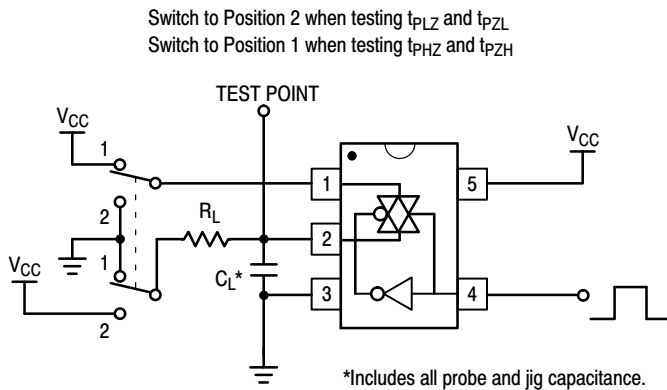 Switch to Position 2 when testing tPLZ and tPZL
Switch to Position 1 when testing tPHZ and tPZH
TEST POINT
VCC
VCC
1
1
5
2
RL
2
1
VCC
CL*
3
4
2
*Includes all probe and jig capacitance.